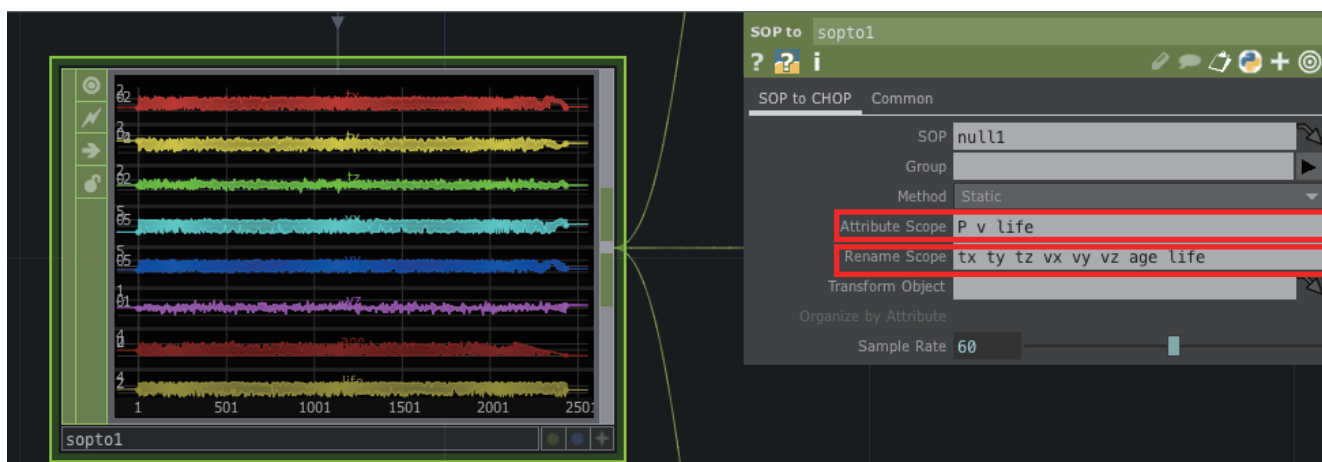 SOP to sopto1
? ? i
SOP to CHOP Common
SOP null1
Group
Method Static
Attribute Scope P v life
Rename Scope tx ty tz vx vy vz age life
Transform Object
Organize by Attribute
Sample Rate 60
tx
ty
tz
vx
vy
vz
age
life
1 501 1001 1501 2001 2501
sopto1